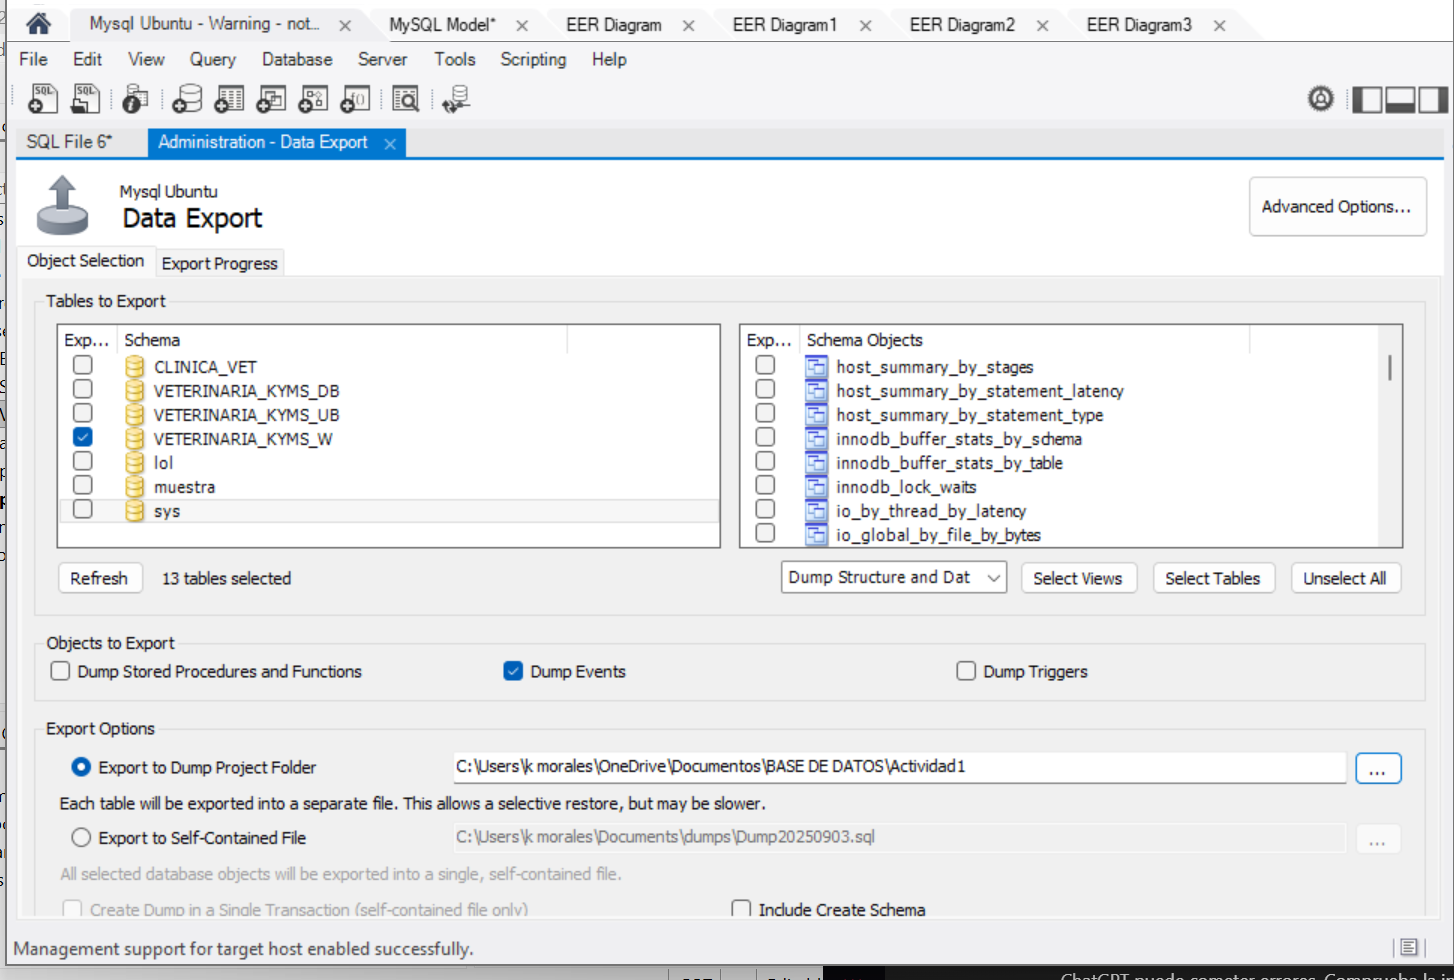 Mysql Ubuntu - Warning - not...
MySQL Model*
EER Diagram
EER Diagram1
EER Diagram2
EER Diagram3
File Edit View Query Database Server Tools Scripting Help
SQL File 6*
Administration - Data Export
Mysql Ubuntu
Data Export
Advanced Options...
Object Selection
Export Progress
Tables to Export
Exp... Schema
CLINICA_VET
VETERINARIA_KYMS_DB
VETERINARIA_KYMS_UB
VETERINARIA_KYMS_W
lol
muestra
sys
Exp... Schema Objects
host_summary_by_stages
host_summary_by_statement_latency
host_summary_by_statement_type
innodb_buffer_stats_by_schema
innodb_buffer_stats_by_table
innodb_lock_waits
io_by_thread_by_latency
io_global_by_file_by_bytes
Refresh
13 tables selected
Dump Structure and Dat
Select Views
Select Tables
Unselect All
Objects to Export
Dump Stored Procedures and Functions
Dump Events
Dump Triggers
Export Options
Export to Dump Project Folder
C:\Users\k morales\OneDrive\Documentos\BASE DE DATOS\Actividad1
...
Each table will be exported into a separate file. This allows a selective restore, but may be slower.
Export to Self-Contained File
C:\Users\k morales\Documents\dumps\Dump20250903.sql
...
All selected database objects will be exported into a single, self-contained file.
Create Dump in a Single Transaction (self-contained file only)
Include Create Schema
Management support for target host enabled successfully.